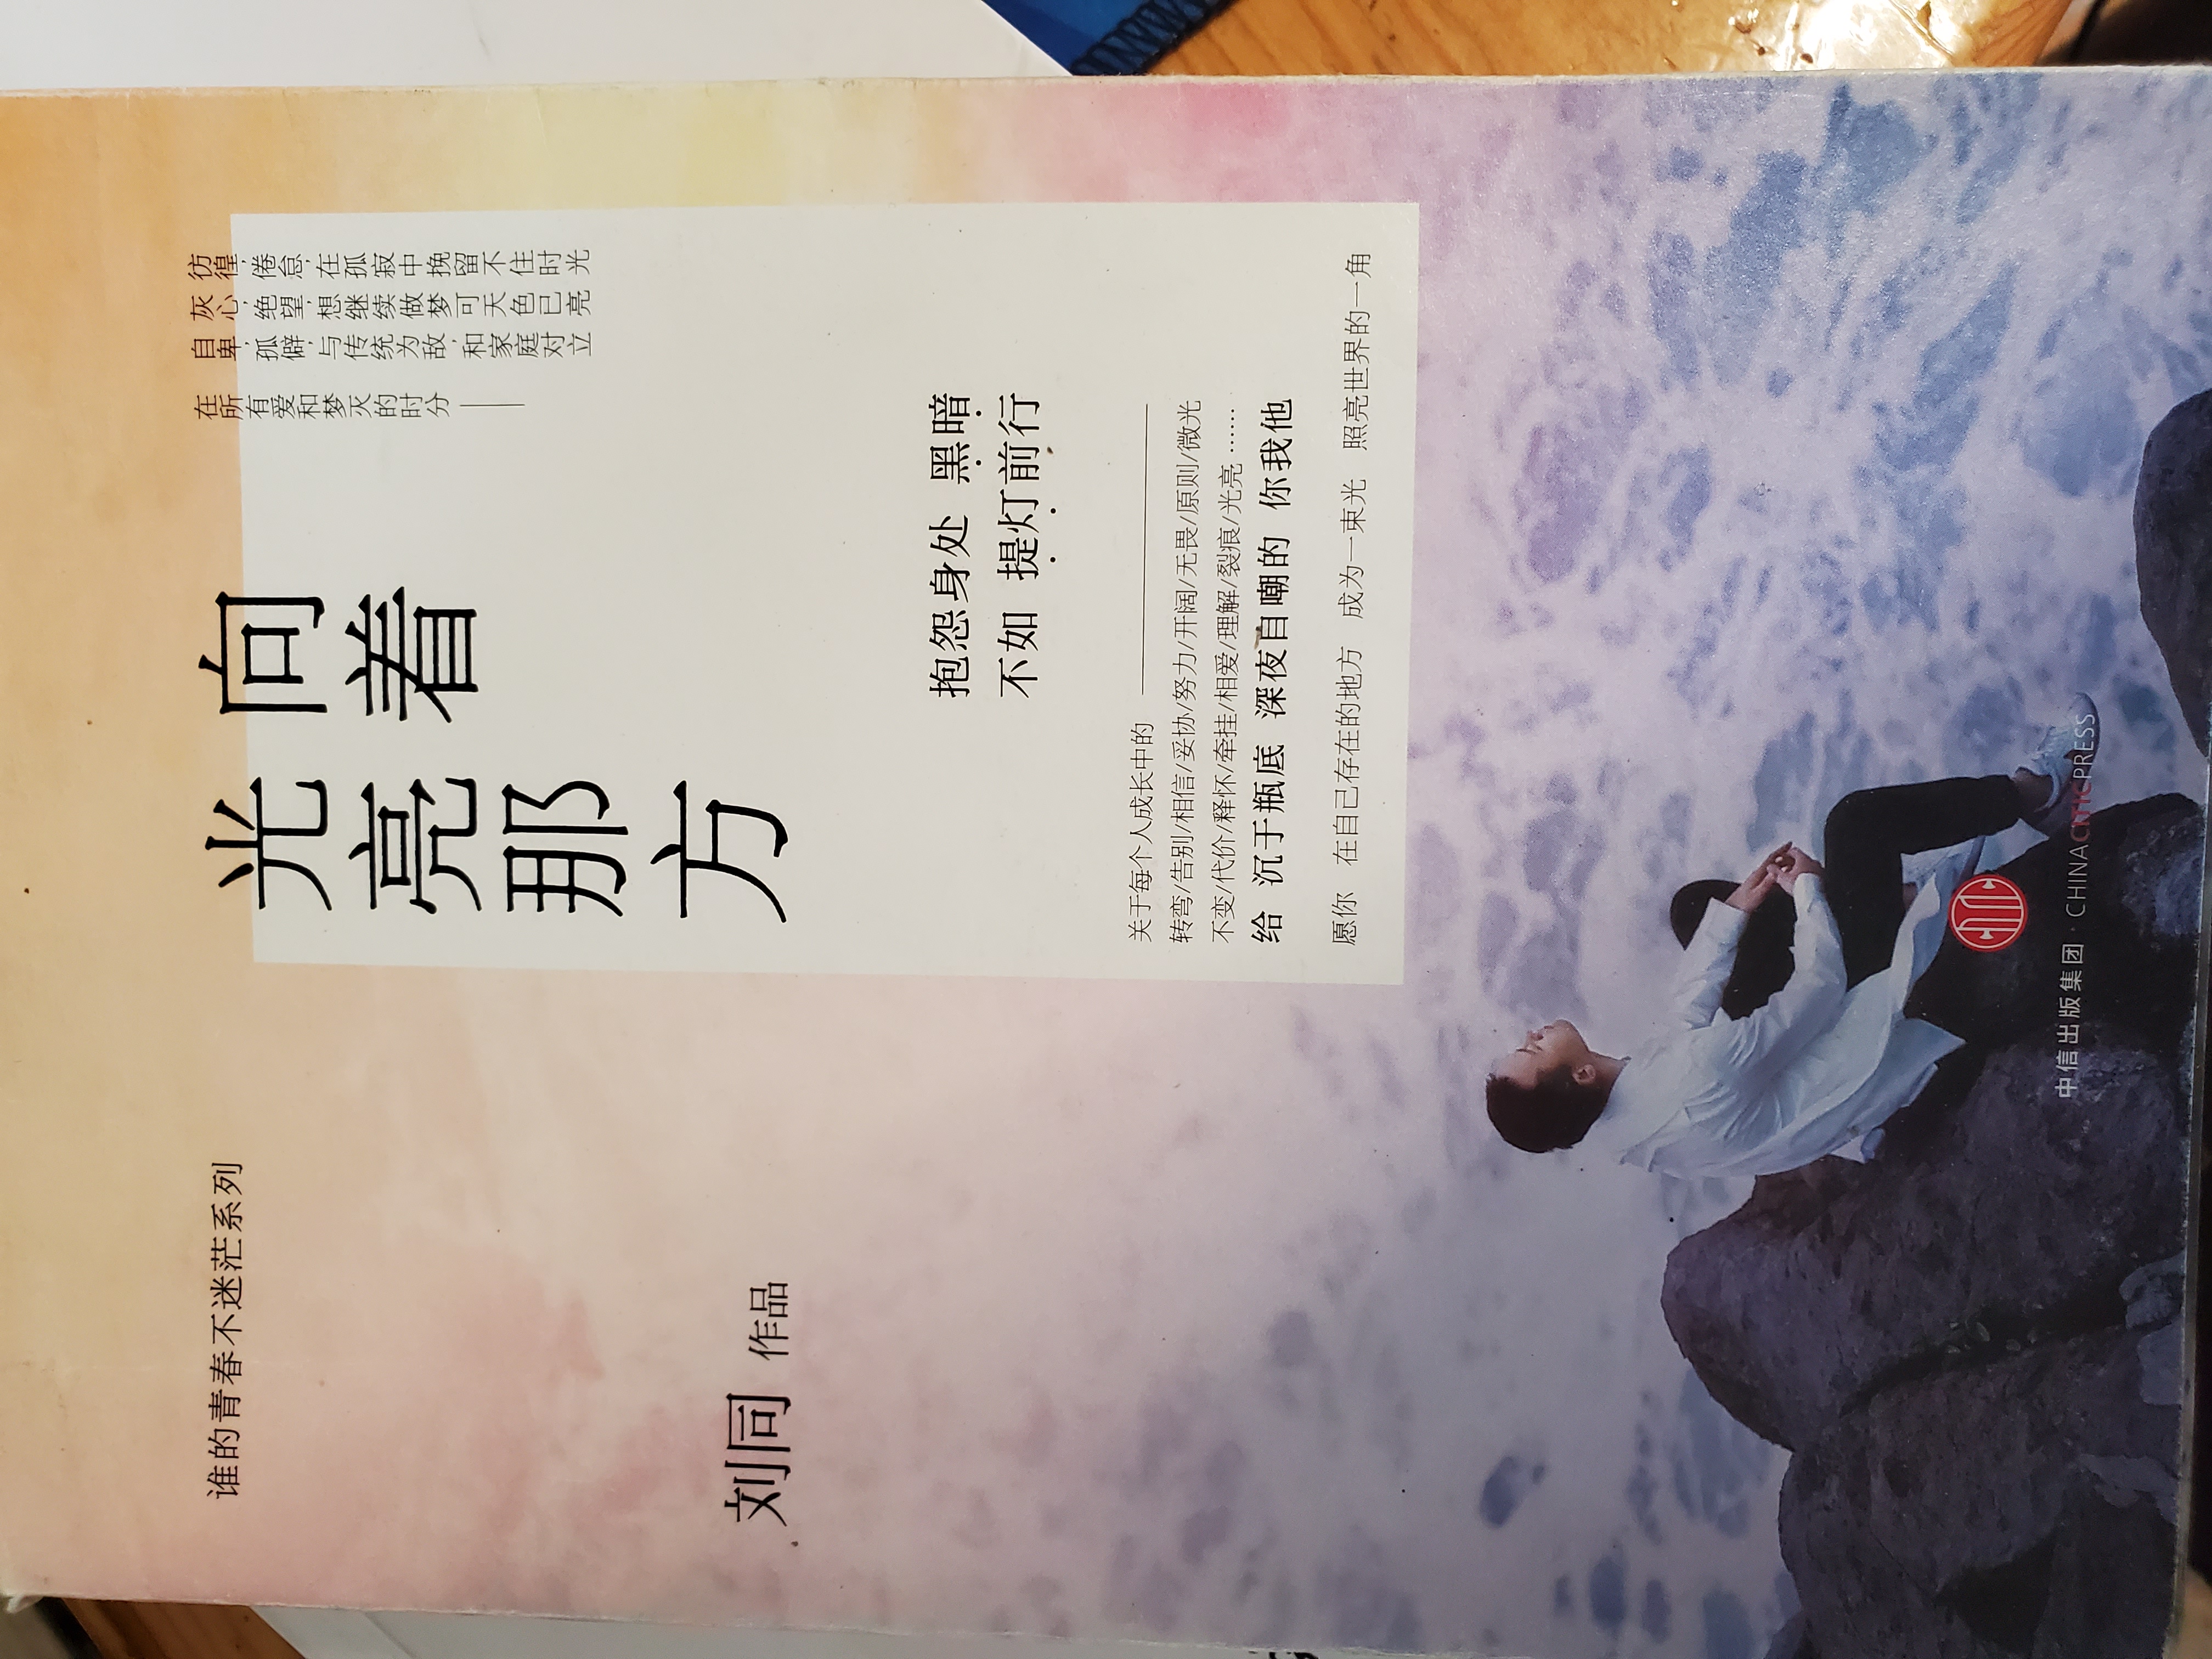 谁的青春不迷茫系列
向着
光亮那方
彷徨，倦怠，在孤寂中挽留不住时光
灰心，绝望，想继续做梦可天色已亮
自卑，孤僻，与传统为敌，和家庭对立
在所有爱和梦灭的时分——
刘同 作品
抱怨身处 黑暗
不如 提灯前行
关于每个人成长中的——
转弯/告别/相信/妥协/努力/开阔/无畏/原则/微光
不变/代价/释怀/牵挂/相爱/理解/裂痕/光亮……
给 沉于瓶底 深夜自嘲的 你我他
愿你 在自己存在的地方 成为一束光 照亮世界的一角
中信出版集团·CHINACITICPRESS